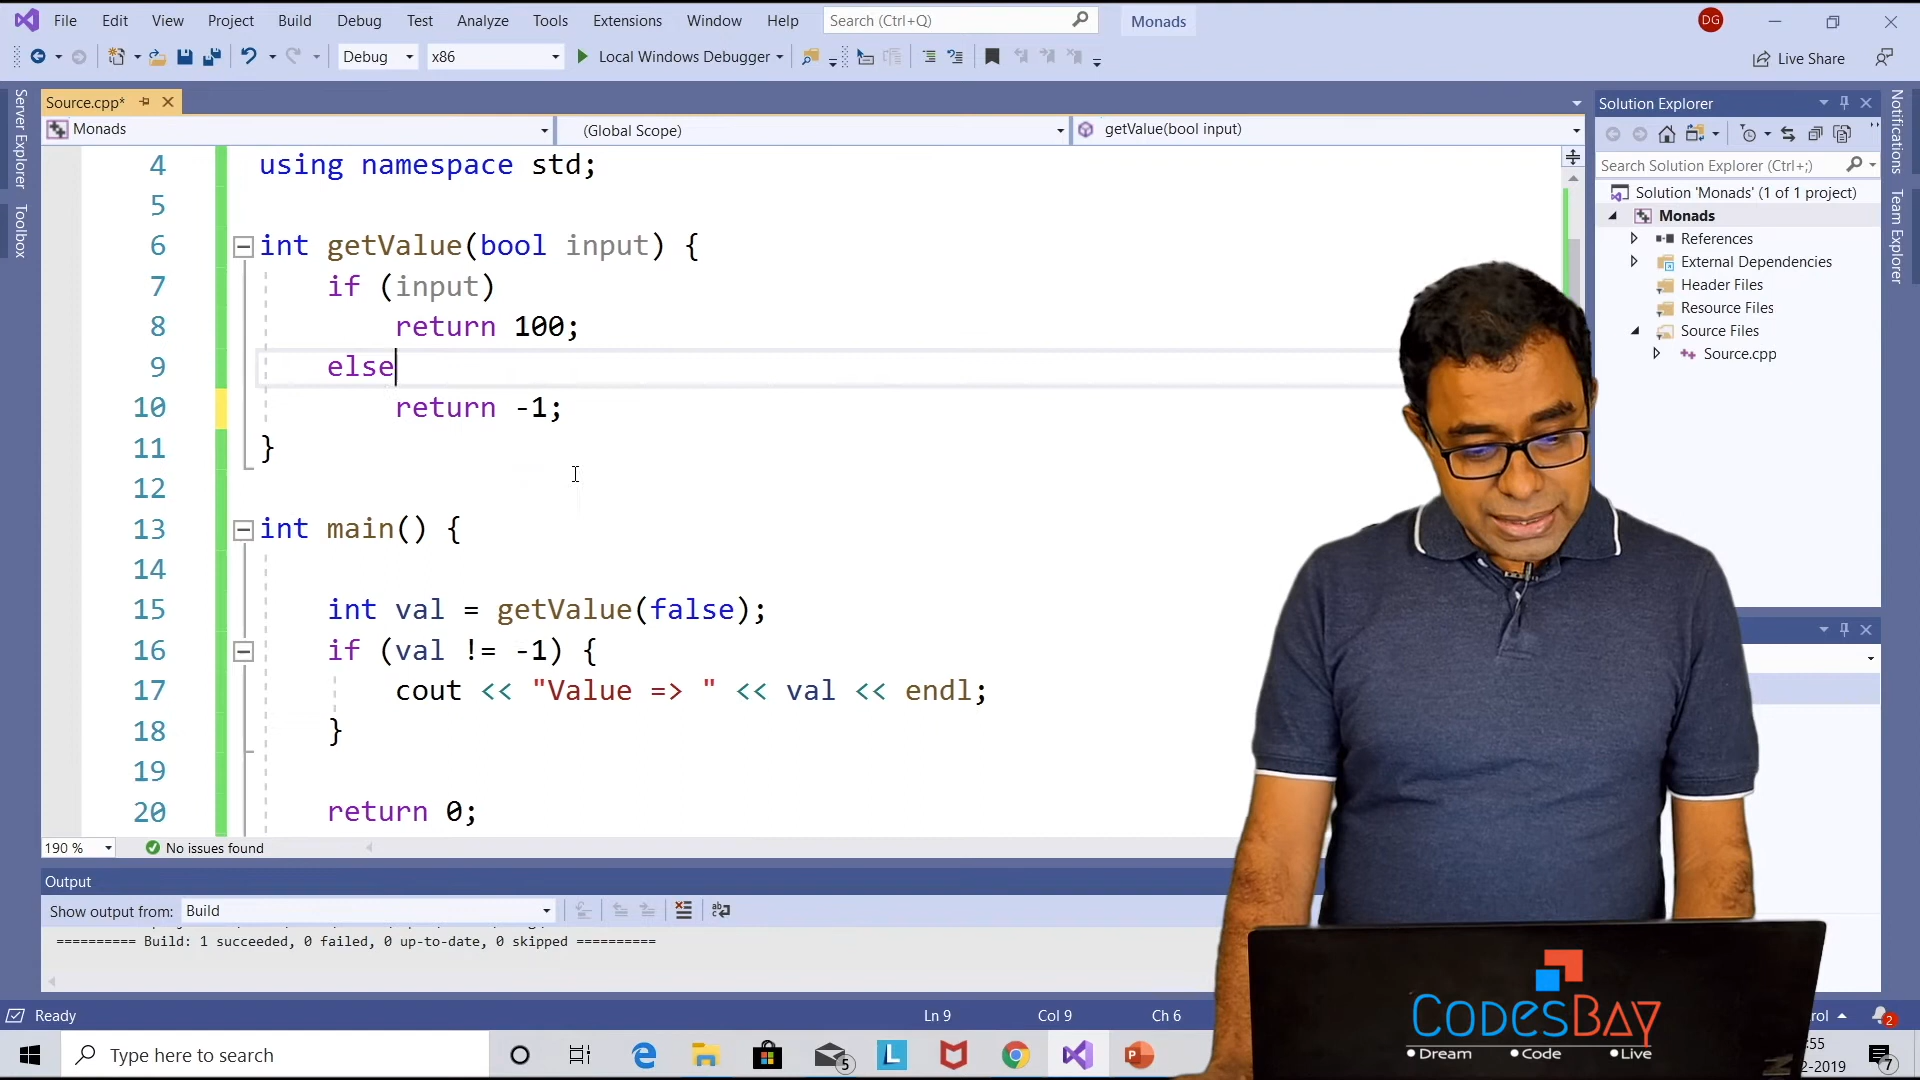 File Edit View Project Build Debug Test Analyze Tools Extensions Window Help Search (Ctrl+Q) Monads DG
Debug x86 Local Windows Debugger Live Share
Server Explorer
Toolbox
Source.cpp*
Monads (Global Scope) getValue(bool input)
4 using namespace std;
5
6 int getValue(bool input) {
7 if (input)
8 return 100;
9 else
10 return -1;
11 }
12
13 int main() {
14
15 int val = getValue(false);
16 if (val != -1) {
17 cout << "Value => " << val << endl;
18 }
19
20 return 0;
190 % No issues found
Output
Show output from: Build
========== Build: 1 succeeded, 0 failed, 0 up-to-date, 0 skipped ==========
Solution Explorer
Search Solution Explorer (Ctrl+;)
Solution 'Monads' (1 of 1 project)
Monads
References
External Dependencies
Header Files
Resource Files
Source Files
Source.cpp
Notifications
Team Explorer
Ready Ln 9 Col 9 Ch 6 2
Type here to search 5 L 7
CodesBay
•Dream •Code •Live